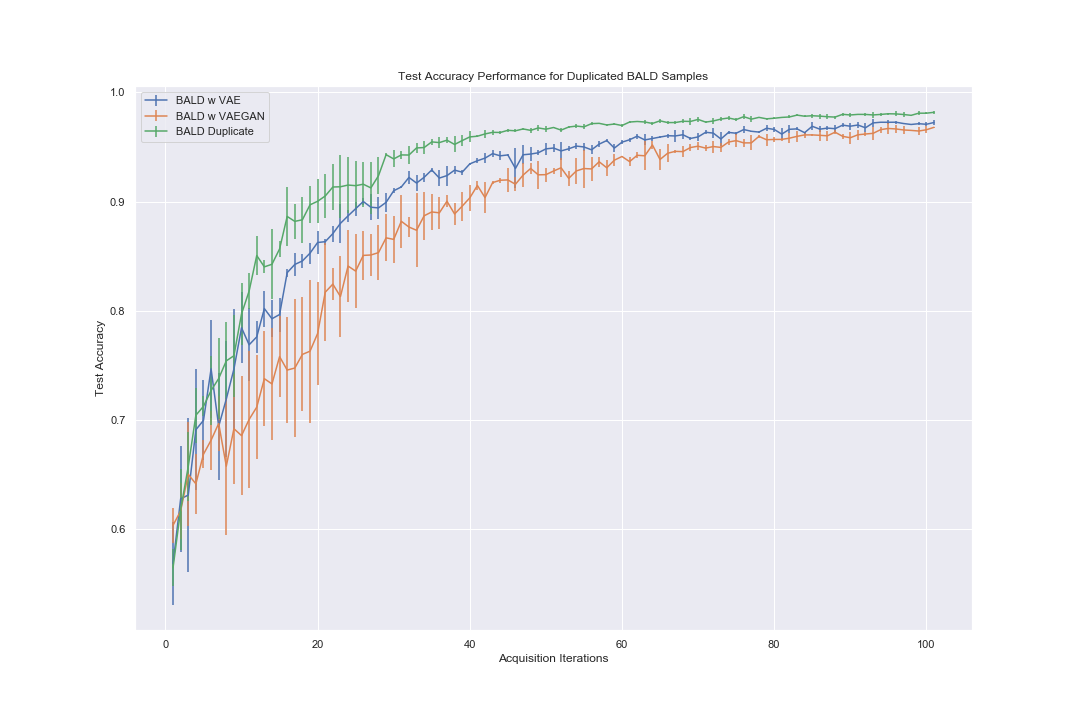 Test Accuracy Performance for Duplicated BALD Samples
BALD w VAE
BALD w VAEGAN
BALD Duplicate
1.0
0.9
0.8
0.7
0.6
Test Accuracy
0 20 40 60 80 100
Acquisition Iterations